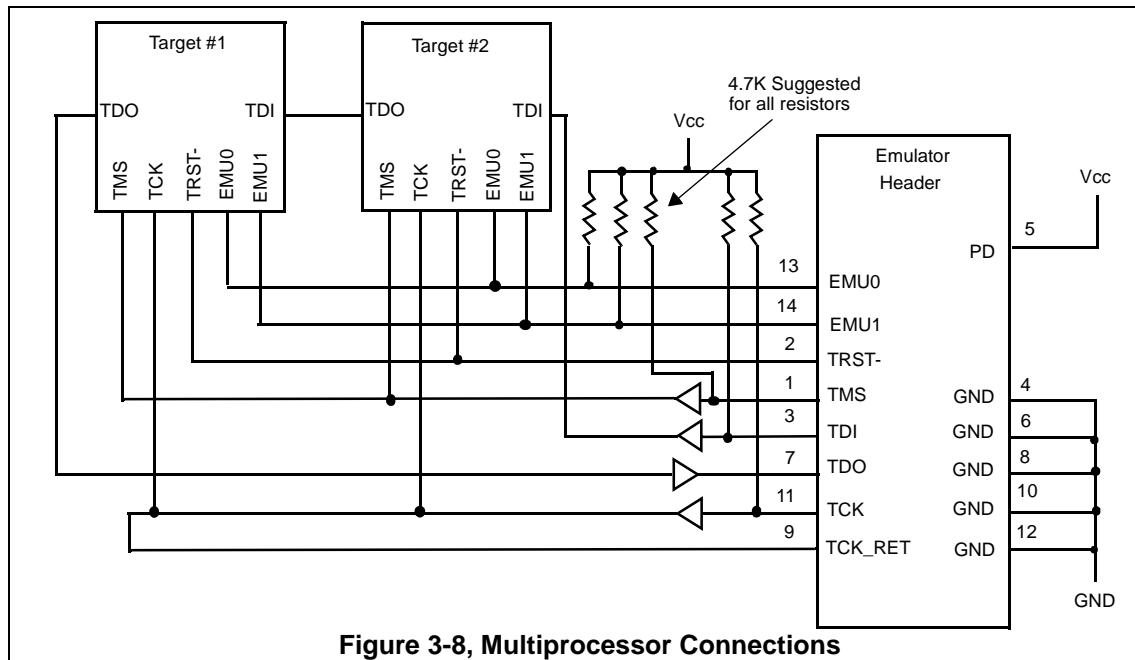 Target #1
TDO
TDI
TMS
TCK
TRST-
EMU0
EMU1
Target #2
TDO
TDI
TMS
TCK
TRST-
EMU0
EMU1
4.7K Suggested
for all resistors
Vcc
Emulator
Header
Vcc
5
PD
13
EMU0
14
EMU1
2
TRST-
1
TMS
GND
4
3
TDI
GND
6
7
TDO
GND
8
11
TCK
GND
10
9
TCK_RET
GND
12
GND
Figure 3-8, Multiprocessor Connections